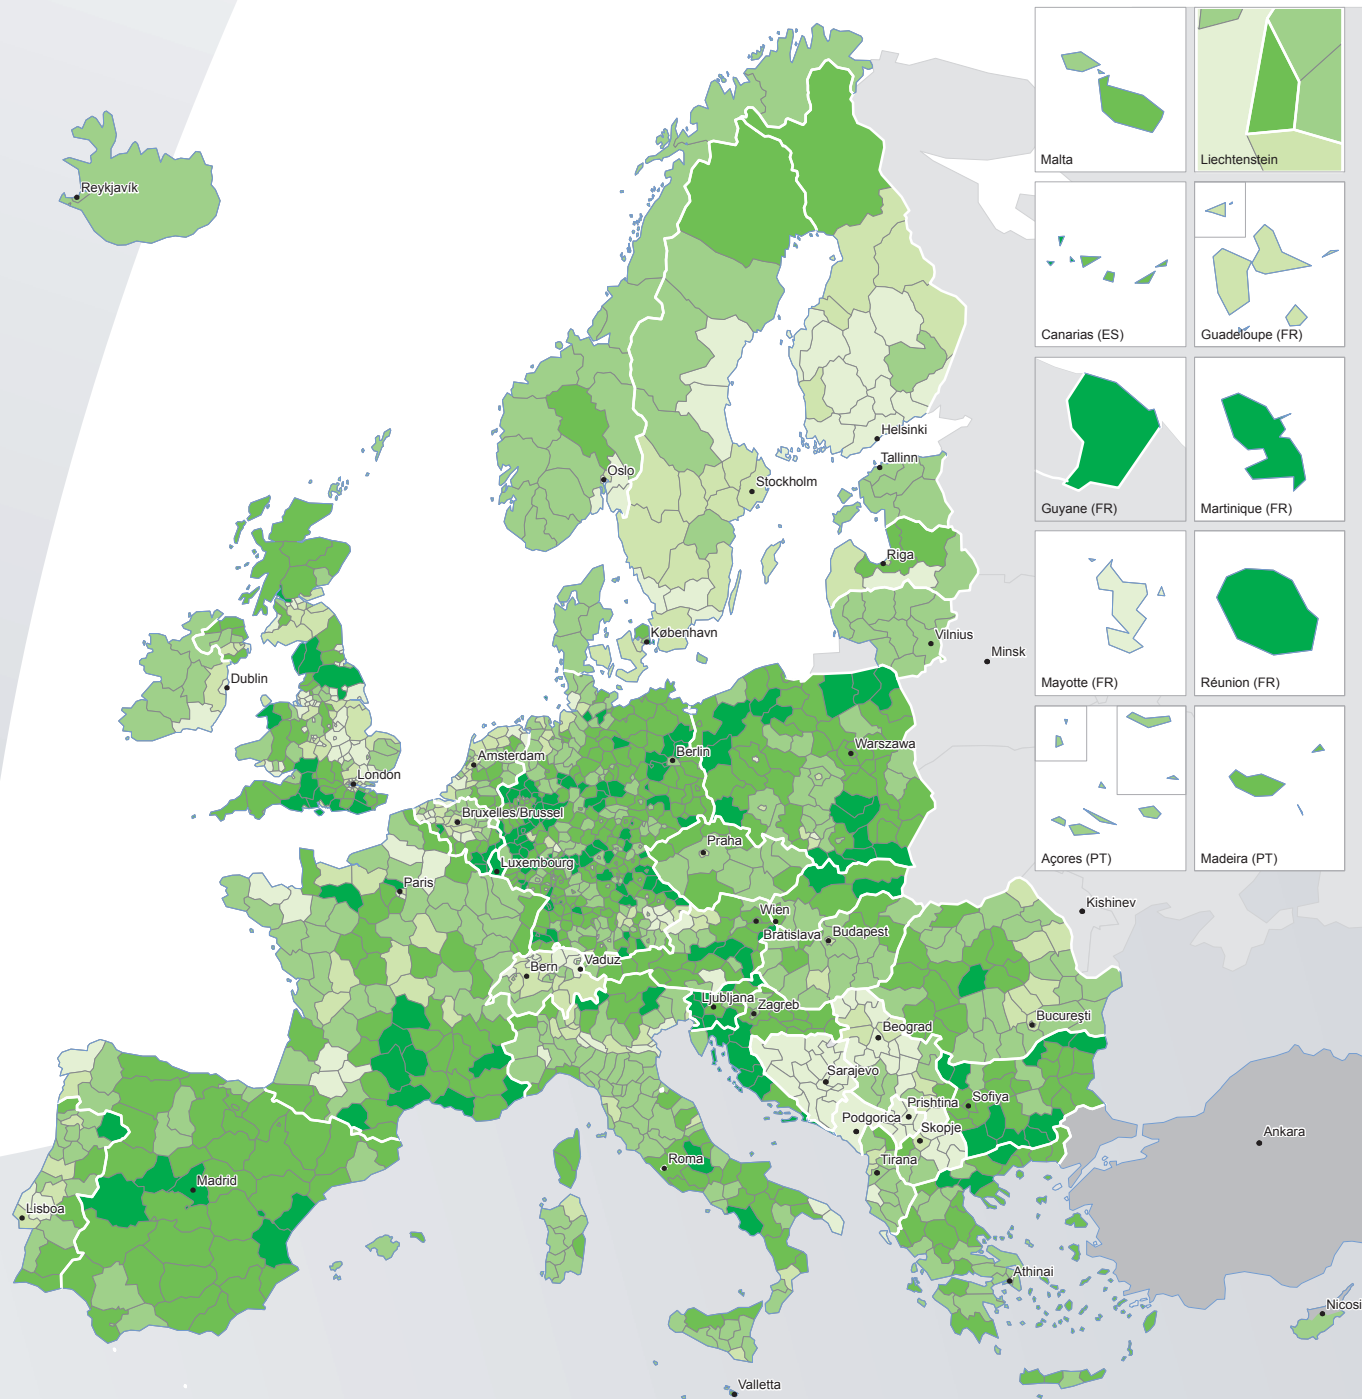 Malta
Liechtenstein
Reykjavík
Canarias (ES)
Guadeloupe (FR)
Helsinki
Tallinn
Oslo
Stockholm
Guyane (FR)
Martinique (FR)
Riga
København
Vilnius
Minsk
Dublin
Mayotte (FR)
Réunion (FR)
Warszawa
Berlin
Amsterdam
London
Bruxelles/Brussel
Praha
Luxembourg
Açores (PT)
Madeira (PT)
Paris
Kishinev
Wien
Bratislava
Budapest
Bern
Vaduz
Ljubljana
Zagreb
Bucureşti
Beograd
Sarajevo
Prishtina
Sofiya
Podgorica
Skopje
Ankara
Roma
Tirana
Madrid
Lisboa
Athinai
Nicosi
Valletta